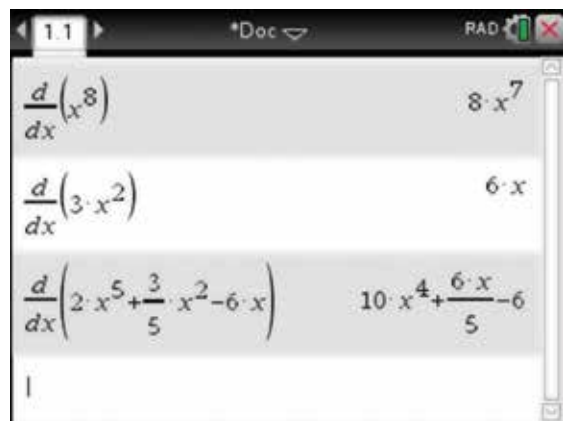 1.1 *Doc RAD
d/dx(x^8) 8·x^7
d/dx(3·x^2) 6·x
d/dx(2·x^5+3/5·x^2-6·x) 10·x^4+6·x/5-6